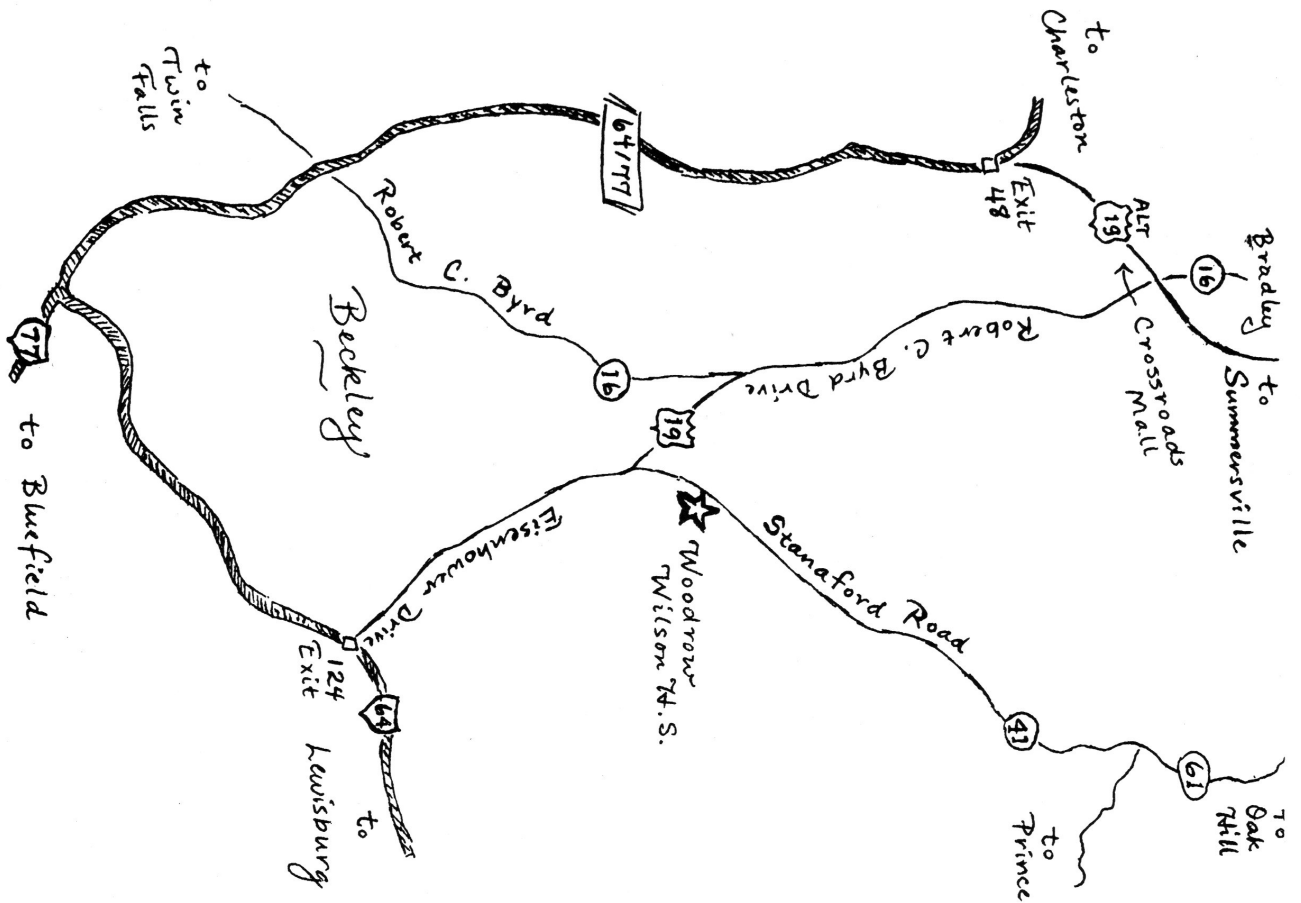 to
Charleston
Exit
48
ALT
19
Bradley
16
to
Summersville
Crossroads
Mall
64/77
to
Twin
Falls
Robert C. Byrd
Robert C. Byrd Drive
16
19
Beckley
Stanaford Road
Woodrow
Wilson H.S.
Eisenhower Drive
41
61
TO
Oak
Hill
to
Prince
77
to Bluefield
124
Exit
64
to
Lewisburg